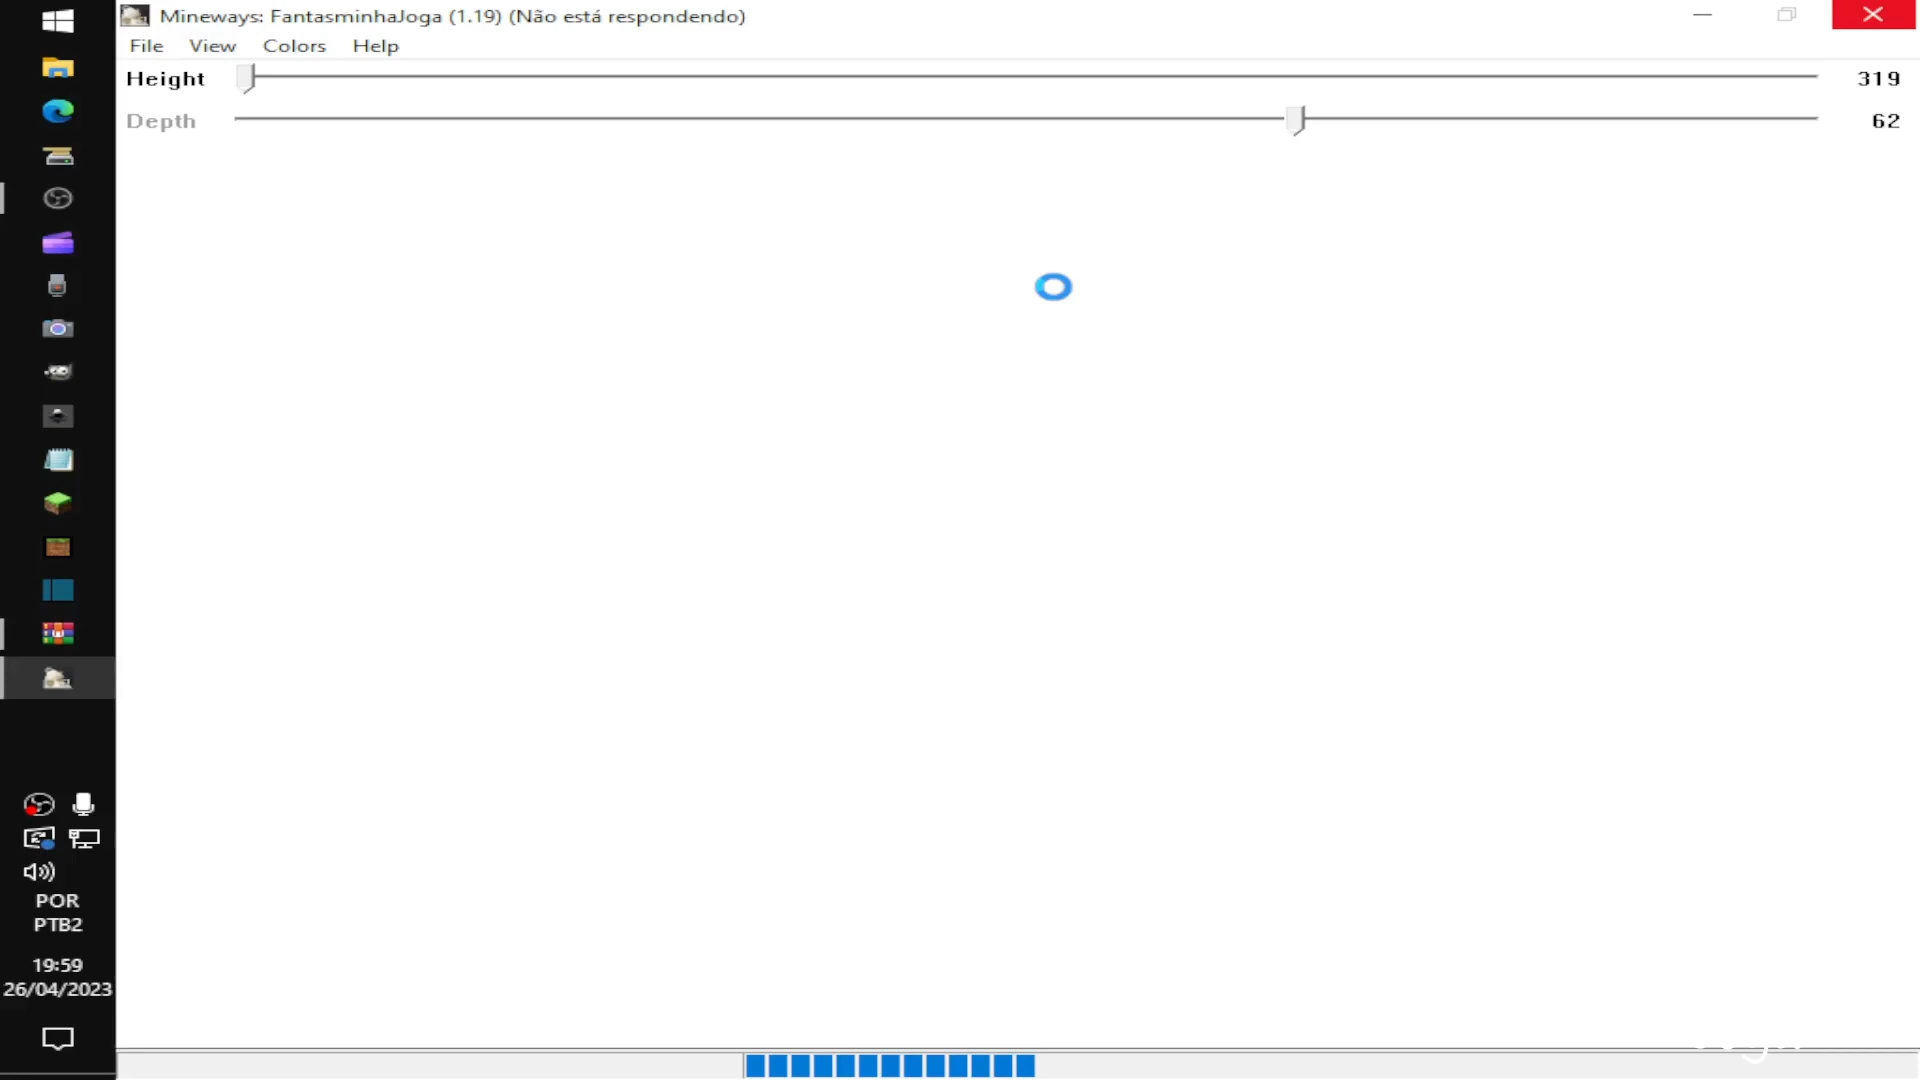 Mineways: FantasminhaJoga (1.19) (Não está respondendo)
File View Colors Help
Height 319
Depth 62
POR
PTB2
19:59
26/04/2023